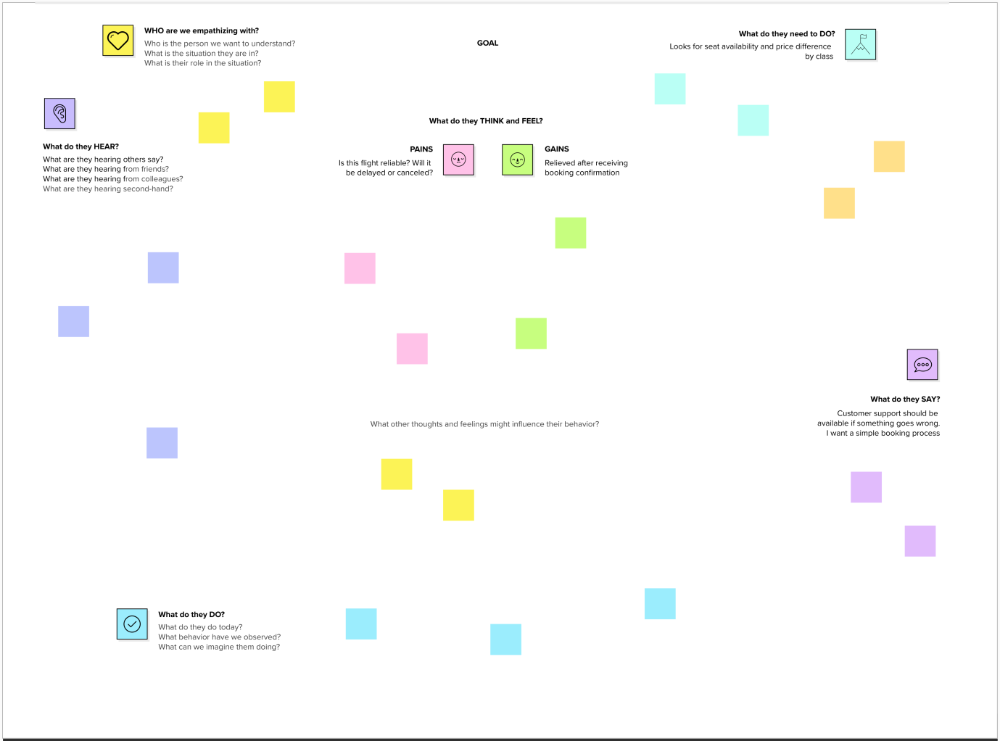 WHO are we empathizing with?
Who is the person we want to understand?
What is the situation they are in?
What is their role in the situation?
GOAL
What do they need to DO?
Looks for seat availability and price difference
by class
What do they HEAR?
What are they hearing others say?
What are they hearing from friends?
What are they hearing from colleagues?
What are they hearing second-hand?
What do they THINK and FEEL?
PAINS
Is this flight reliable? Will it
be delayed or canceled?
GAINS
Relieved after receiving
booking confirmation
What do they SAY?
Customer support should be
available if something goes wrong.
I want a simple booking process
What other thoughts and feelings might influence their behavior?
What do they DO?
What do they do today?
What behavior have we observed?
What can we imagine them doing?